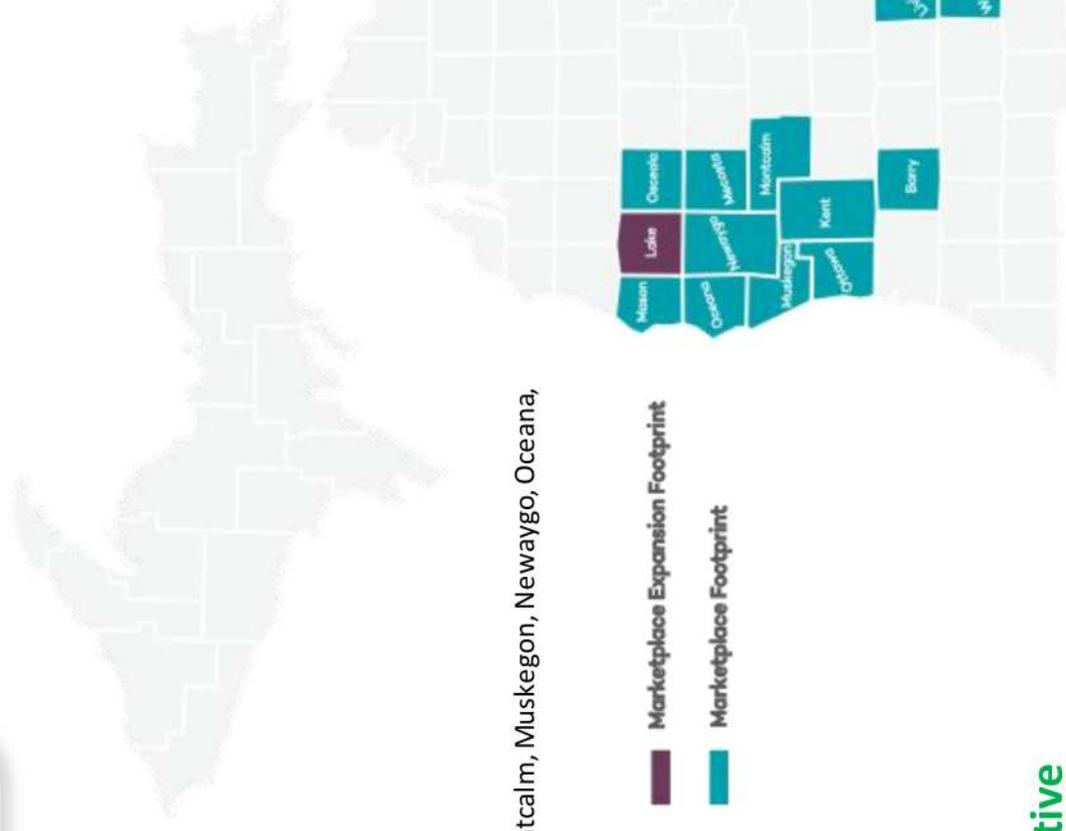 tcalm, Muskegon, Newaygo, Oceana,
Marketplace Expansion Footprint
Marketplace Footprint
tive
Mason
Lake
Osceola
Oceana
Newaygo
Mecosta
Muskegon
Montcalm
Ottawa
Kent
Barry